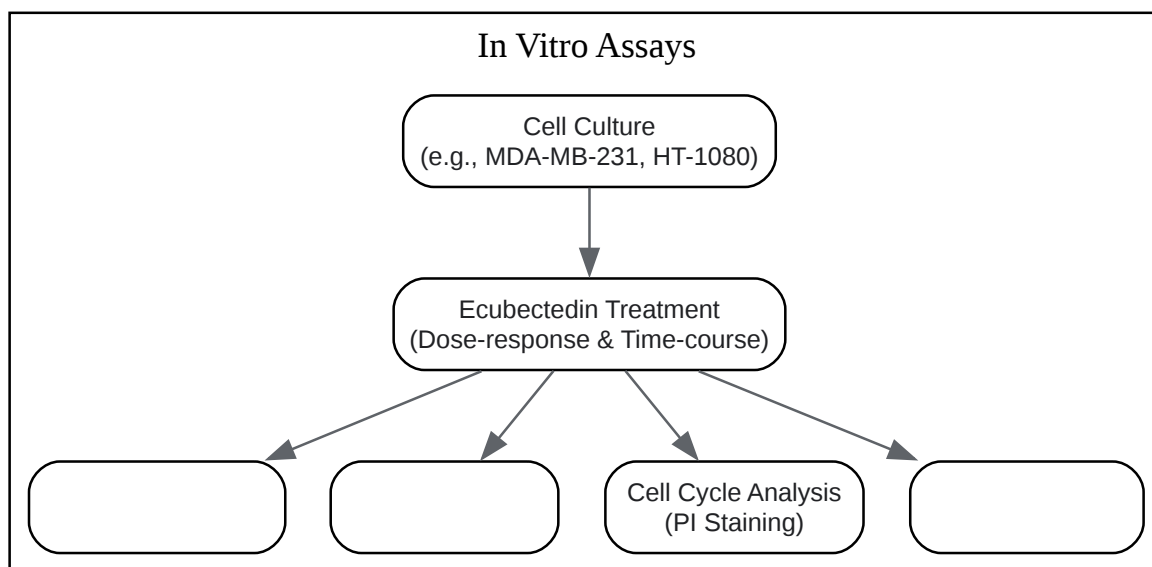 In Vitro Assays
Cell Culture
(e.g., MDA-MB-231, HT-1080)
Ecubectedin Treatment
(Dose-response & Time-course)
Cell Cycle Analysis
(PI Staining)